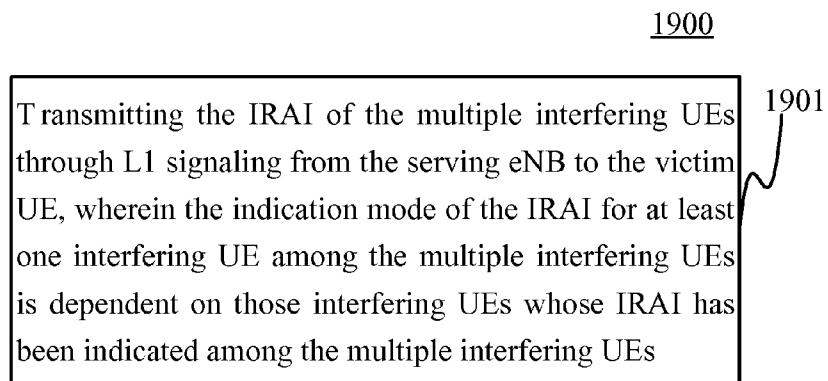 1900
Transmitting the IRAI of the multiple interfering UEs
1901
through L1 signaling from the serving eNB to the victim
UE, wherein the indication mode of the IRAI for at least
one interfering UE among the multiple interfering UEs
is dependent on those interfering UEs whose IRAI has
been indicated among the multiple interfering UEs